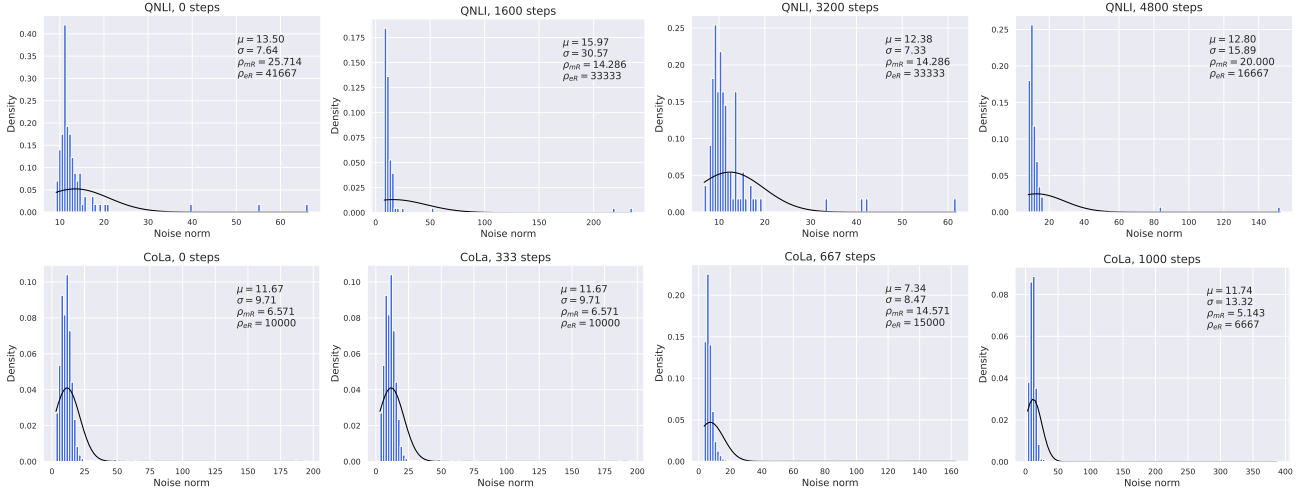 QNLI, 0 steps
μ = 13.50
σ = 7.64
ρmR = 25.714
ρeR = 41667
Density
0.40
0.35
0.30
0.25
0.20
0.15
0.10
0.05
0.00
10 20 30 40 50 60
Noise norm
QNLI, 1600 steps
μ = 15.97
σ = 30.57
ρmR = 14.286
ρeR = 33333
Density
0.175
0.150
0.125
0.100
0.075
0.050
0.025
0.000
0 50 100 150 200
Noise norm
QNLI, 3200 steps
μ = 12.38
σ = 7.33
ρmR = 14.286
ρeR = 33333
Density
0.25
0.20
0.15
0.10
0.05
0.00
10 20 30 40 50 60
Noise norm
QNLI, 4800 steps
μ = 12.80
σ = 15.89
ρmR = 20.000
ρeR = 16667
Density
0.25
0.20
0.15
0.10
0.05
0.00
20 40 60 80 100 120 140
Noise norm
CoLa, 0 steps
μ = 11.67
σ = 9.71
ρmR = 6.571
ρeR = 10000
Density
0.10
0.08
0.06
0.04
0.02
0.00
0 25 50 75 100 125 150 175 200
Noise norm
CoLa, 333 steps
μ = 11.67
σ = 9.71
ρmR = 6.571
ρeR = 10000
Density
0.10
0.08
0.06
0.04
0.02
0.00
0 25 50 75 100 125 150 175 200
Noise norm
CoLa, 667 steps
μ = 7.34
σ = 8.47
ρmR = 14.571
ρeR = 15000
Density
0.20
0.15
0.10
0.05
0.00
0 20 40 60 80 100 120 140 160
Noise norm
CoLa, 1000 steps
μ = 11.74
σ = 13.32
ρmR = 5.143
ρeR = 6667
Density
0.08
0.06
0.04
0.02
0.00
0 50 100 150 200 250 300 350 400
Noise norm